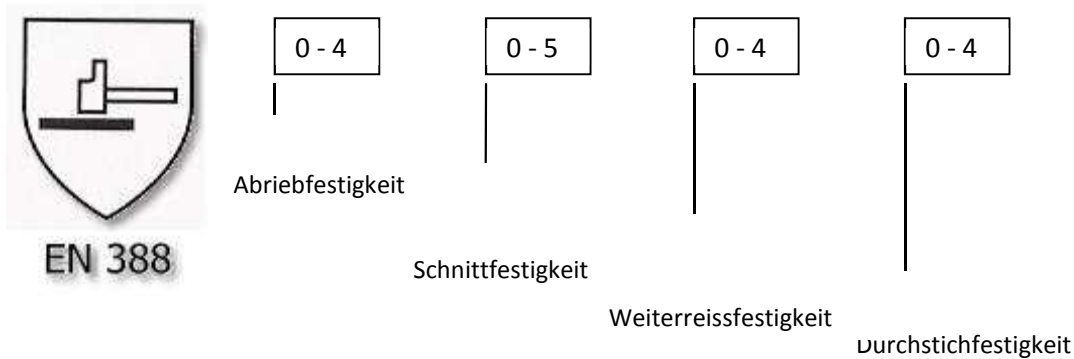 0 - 4
0 - 5
0 - 4
0 - 4
Abriebfestigkeit
EN 388
Schnittfestigkeit
Weiterreissfestigkeit
Durchstichfestigkeit